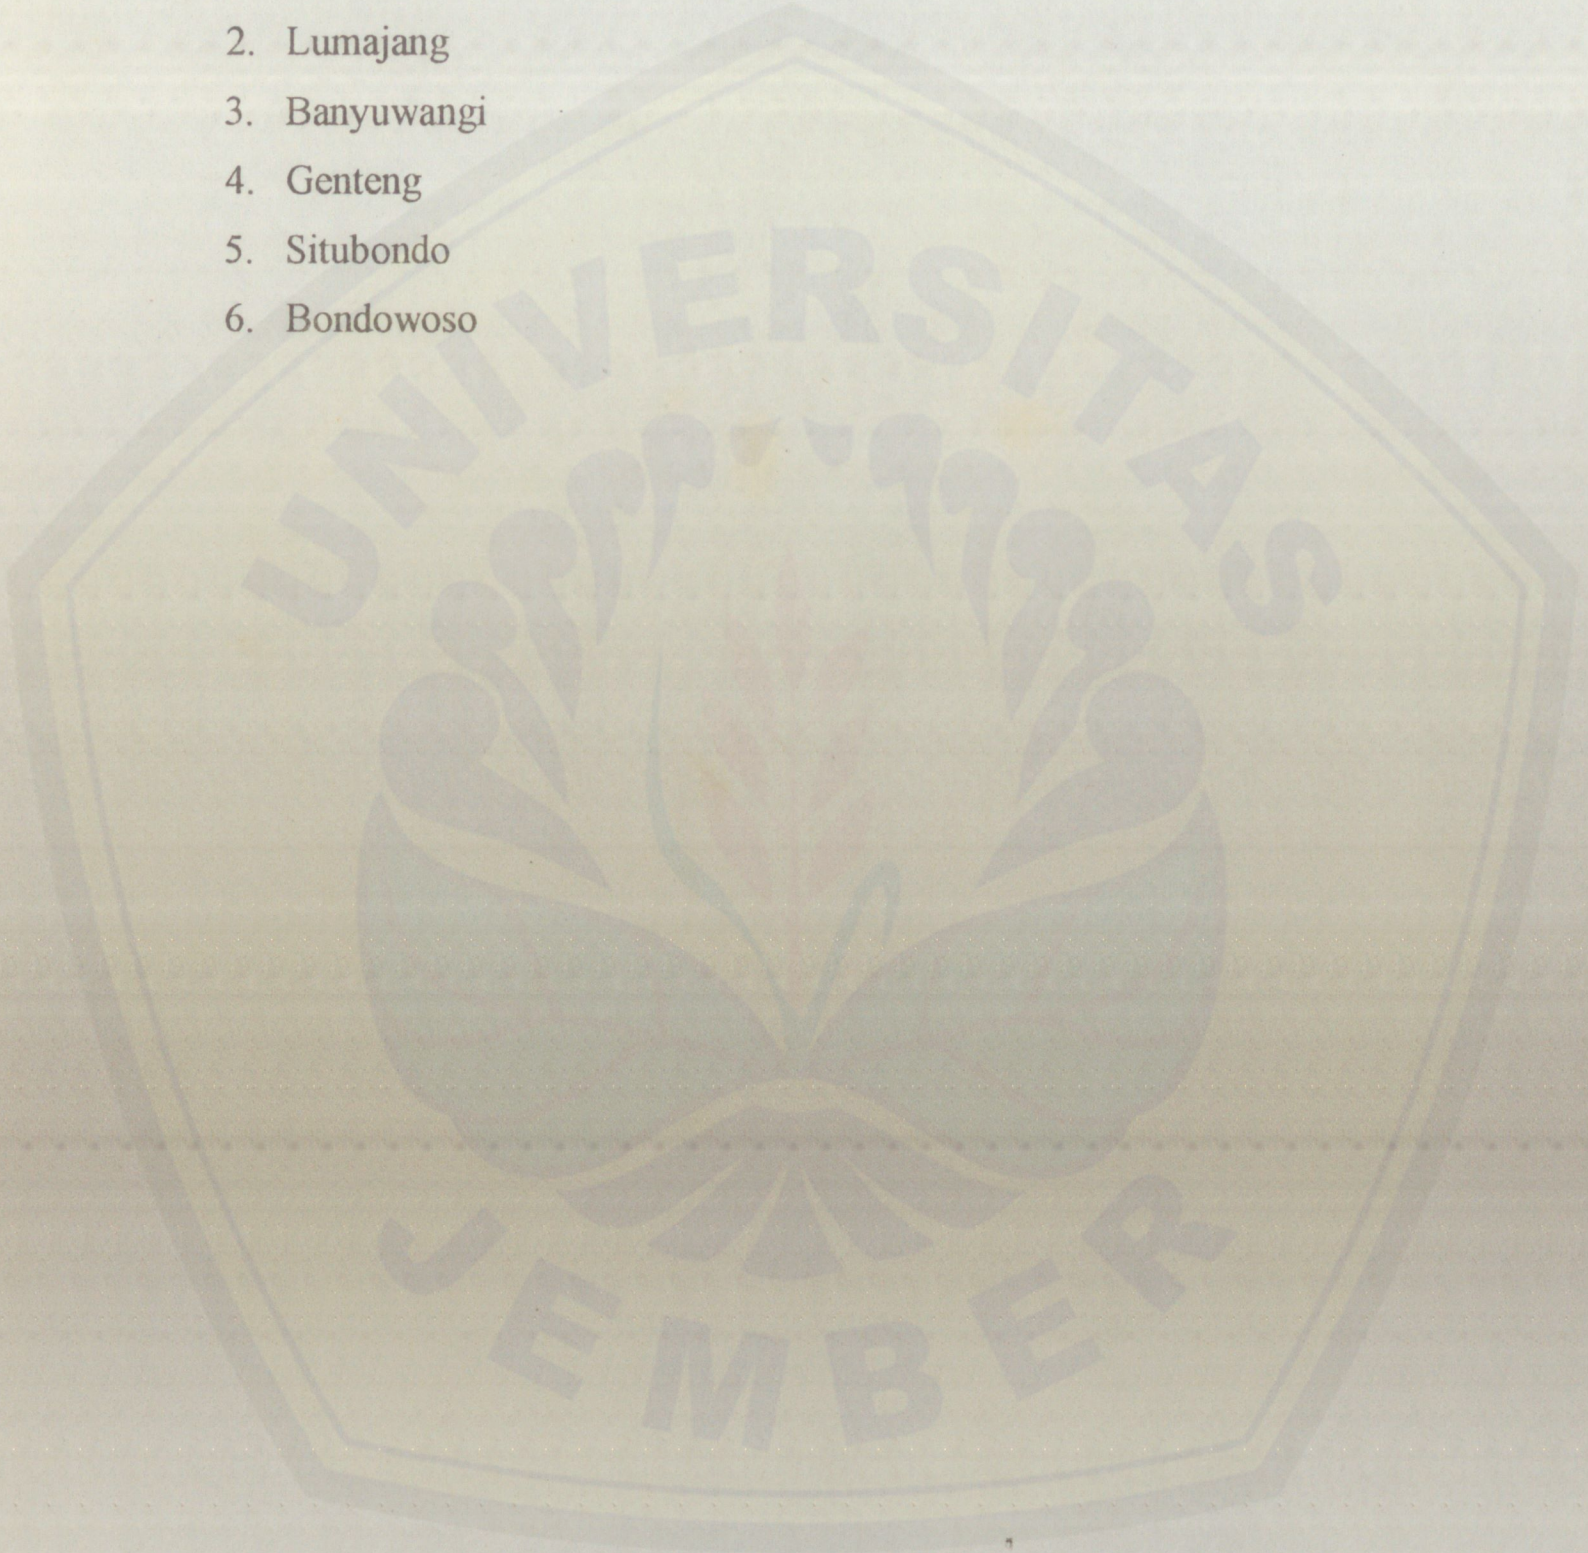 2. Lumajang
3. Banyuwangi
4. Genteng
5. Situbondo
6. Bondowoso
UNIVERSITAS
JEMBER